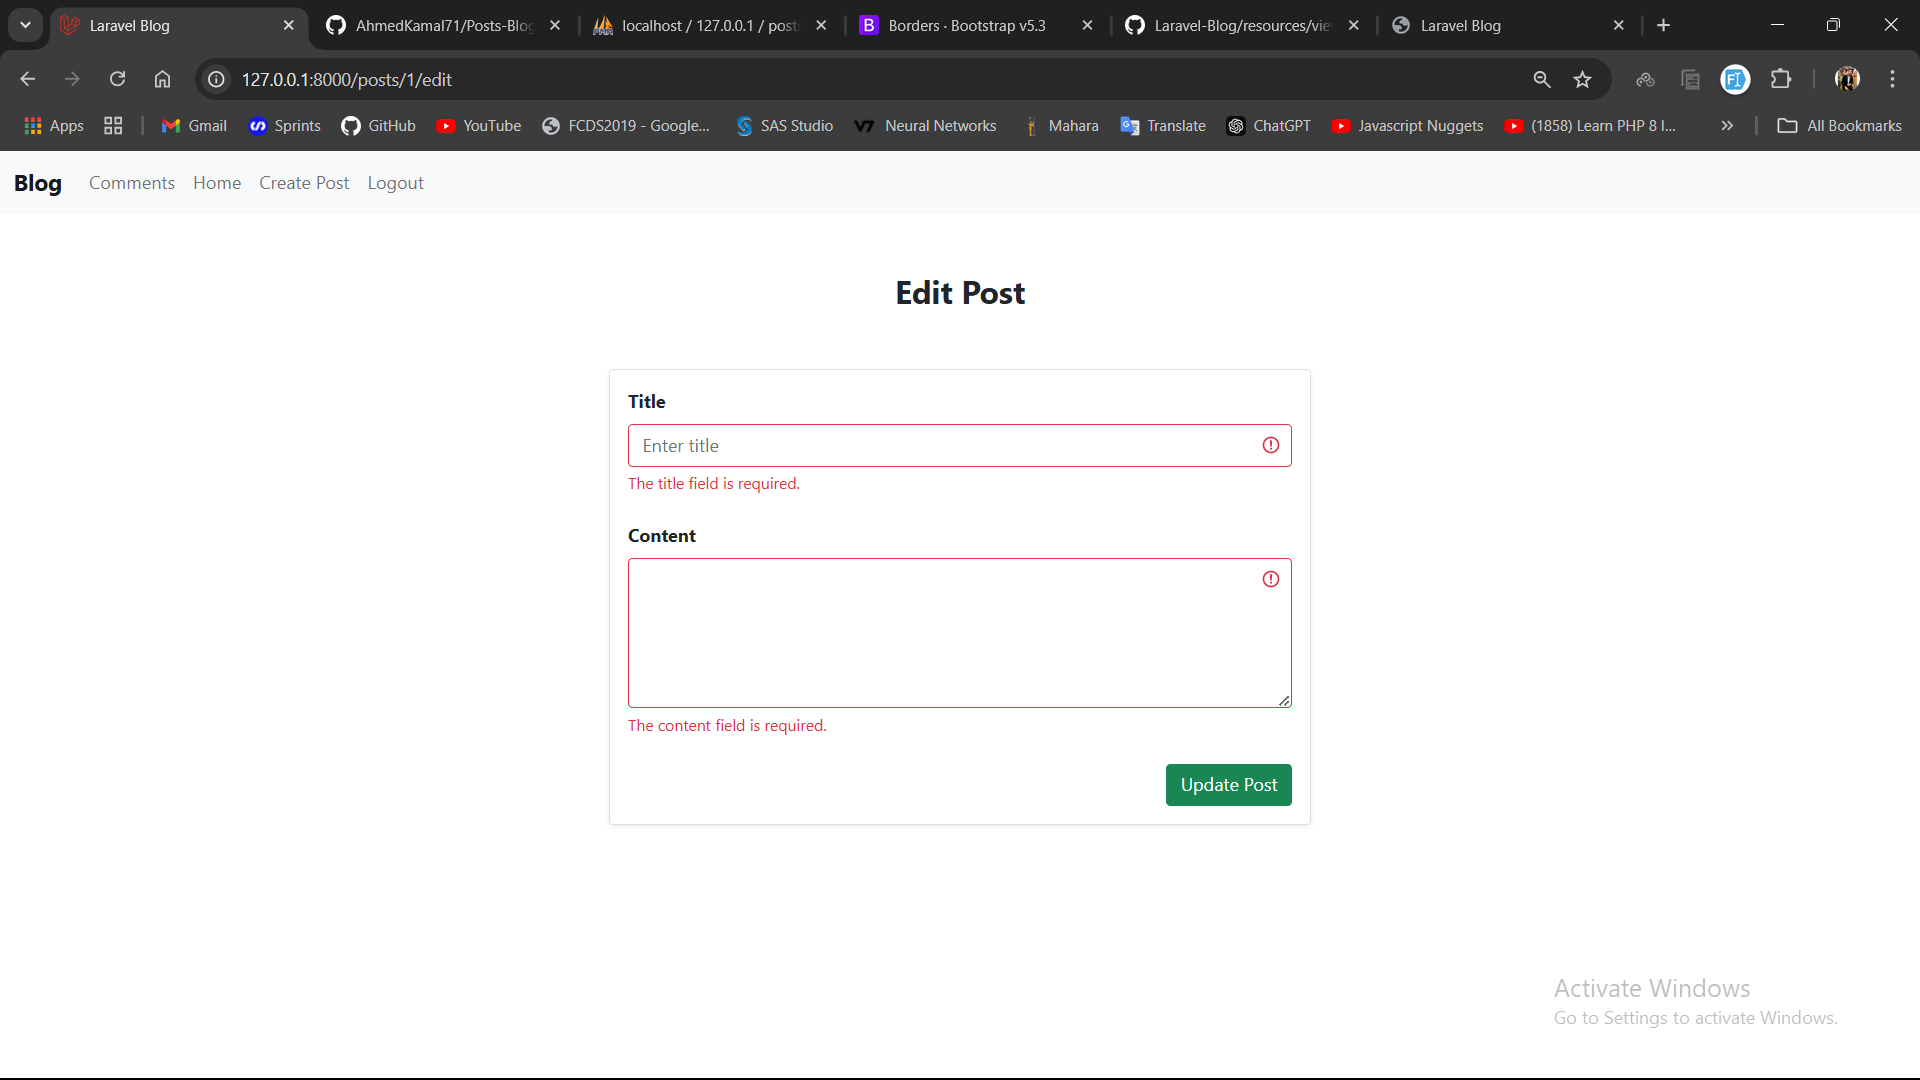 Laravel Blog
AhmedKamal71/Posts-Blog
localhost / 127.0.0.1 / posts
Borders · Bootstrap v5.3
Laravel-Blog/resources/vie
Laravel Blog
127.0.0.1:8000/posts/1/edit
Apps
Gmail
Sprints
GitHub
YouTube
FCDS2019 - Google...
SAS Studio
Neural Networks
Mahara
Translate
ChatGPT
Javascript Nuggets
(1858) Learn PHP 8 I...
All Bookmarks
Blog Comments Home Create Post Logout
Edit Post
Title
Enter title
The title field is required.
Content
The content field is required.
Update Post
Activate Windows
Go to Settings to activate Windows.